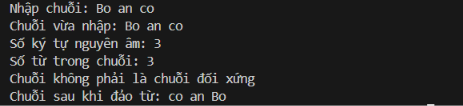 Nhập chuỗi: Bo an co
Chuỗi vừa nhập: Bo an co
Số ký tự nguyên âm: 3
Số từ trong chuỗi: 3
Chuỗi không phải là chuỗi đối xứng
Chuỗi sau khi đảo từ: co an Bo